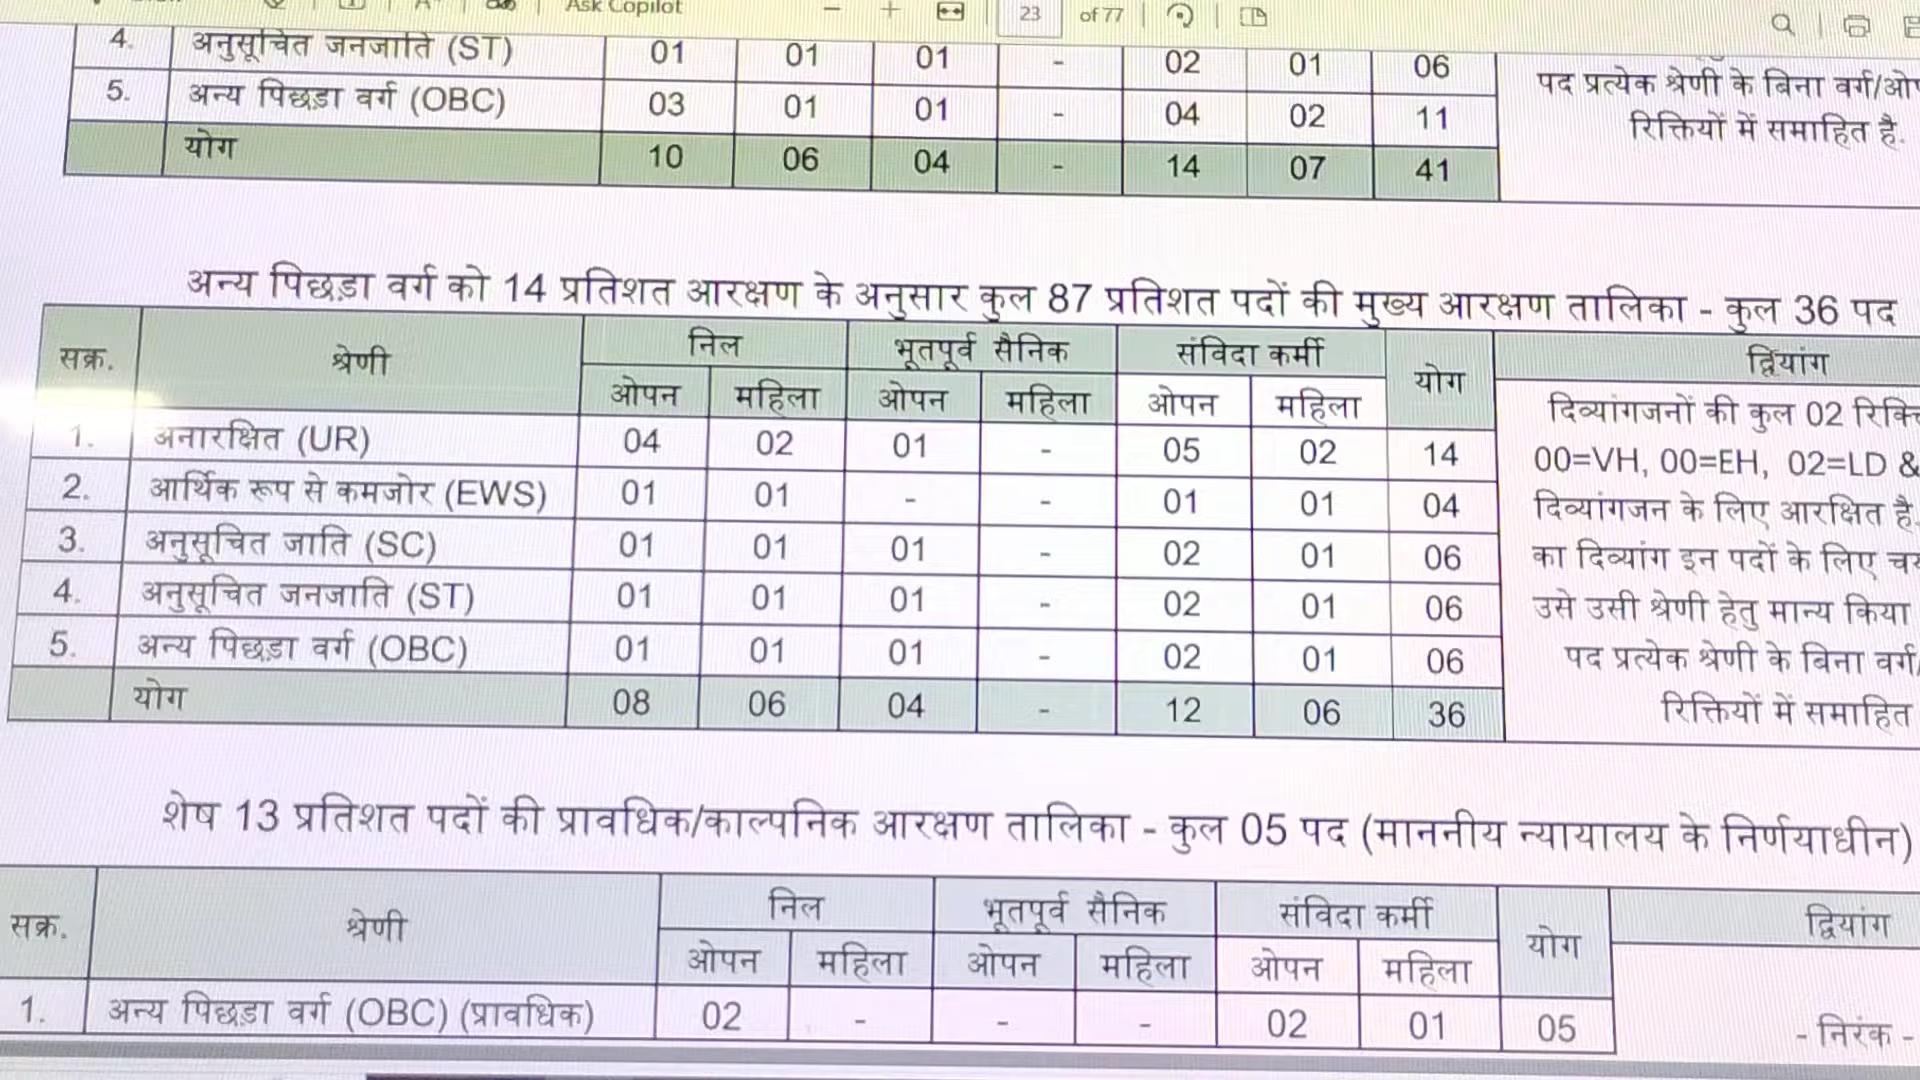 Ask Copilot
23 of 77
4. अनुसूचित जनजाति (ST) 01 01 01 - 02 01 06
5. अन्य पिछड़ा वर्ग (OBC) 03 01 01 - 04 02 11
योग 10 06 04 - 14 07 41
पद प्रत्येक श्रेणी के बिना वर्ग/ओप
रिक्तियों में समाहित है.
अन्य पिछड़ा वर्ग को 14 प्रतिशत आरक्षण के अनुसार कुल 87 प्रतिशत पदों की मुख्य आरक्षण तालिका - कुल 36 पद
सक्र. श्रेणी निल भूतपूर्व सैनिक संविदा कर्मी योग द्वियांग
ओपन महिला ओपन महिला ओपन महिला
1. अनारक्षित (UR) 04 02 01 - 05 02 14
2. आर्थिक रूप से कमजोर (EWS) 01 01 - - 01 01 04
3. अनुसूचित जाति (SC) 01 01 01 - 02 01 06
4. अनुसूचित जनजाति (ST) 01 01 01 - 02 01 06
5. अन्य पिछड़ा वर्ग (OBC) 01 01 01 - 02 01 06
योग 08 06 04 - 12 06 36
दिव्यांगजनों की कुल 02
00=VH, 00=EH, 02=LD &
दिव्यांगजन के लिए आरक्षित है.
का दिव्यांग इन पदों के लिए
उसे उसी श्रेणी हेतु मान्य किया
पद प्रत्येक श्रेणी के बिना वर्ग/
रिक्तियों में समाहित
शेष 13 प्रतिशत पदों की प्रावधिक/काल्पनिक आरक्षण तालिका - कुल 05 पद (माननीय न्यायालय के निर्णयाधीन)
सक्र. श्रेणी निल भूतपूर्व सैनिक संविदा कर्मी योग द्वियांग
ओपन महिला ओपन महिला ओपन महिला
1. अन्य पिछड़ा वर्ग (OBC) (प्रावधिक) 02 - - - 02 01 05 - निरंक -